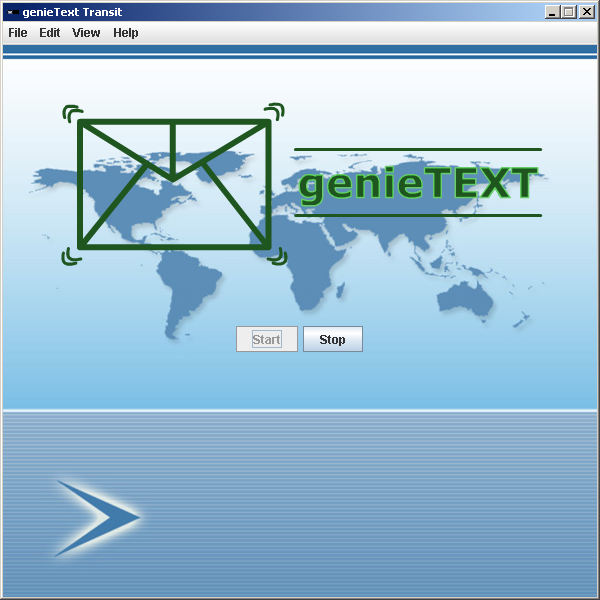 genieText Transit
File Edit View Help
genieTEXT
Start Stop